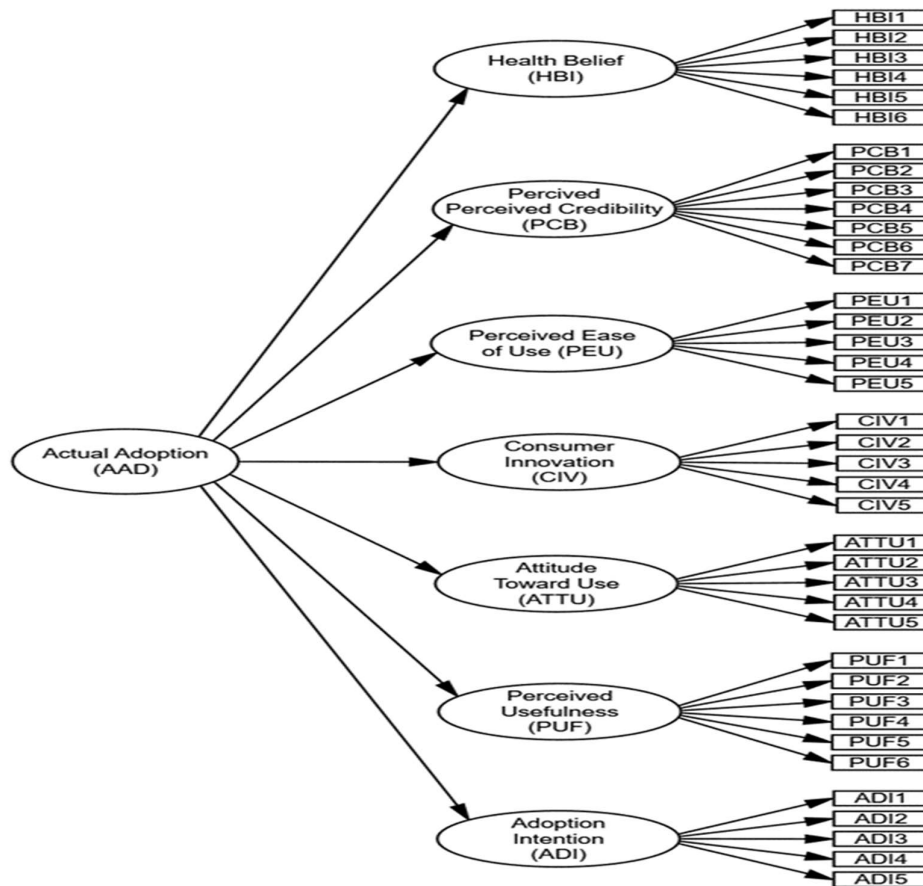 Actual Adoption
(AAD)
Health Belief
(HBI)
HBI1
HBI2
HBI3
HBI4
HBI5
HBI6
Percived
Perceived Credibility
(PCB)
PCB1
PCB2
PCB3
PCB4
PCB5
PCB6
PCB7
Perceived Ease
of Use (PEU)
PEU1
PEU2
PEU3
PEU4
PEU5
Consumer
Innovation
(CIV)
CIV1
CIV2
CIV3
CIV4
CIV5
Attitude
Toward Use
(ATTU)
ATTU1
ATTU2
ATTU3
ATTU4
ATTU5
Perceived
Usefulness
(PUF)
PUF1
PUF2
PUF3
PUF4
PUF5
PUF6
Adoption
Intention
(ADI)
ADI1
ADI2
ADI3
ADI4
ADI5